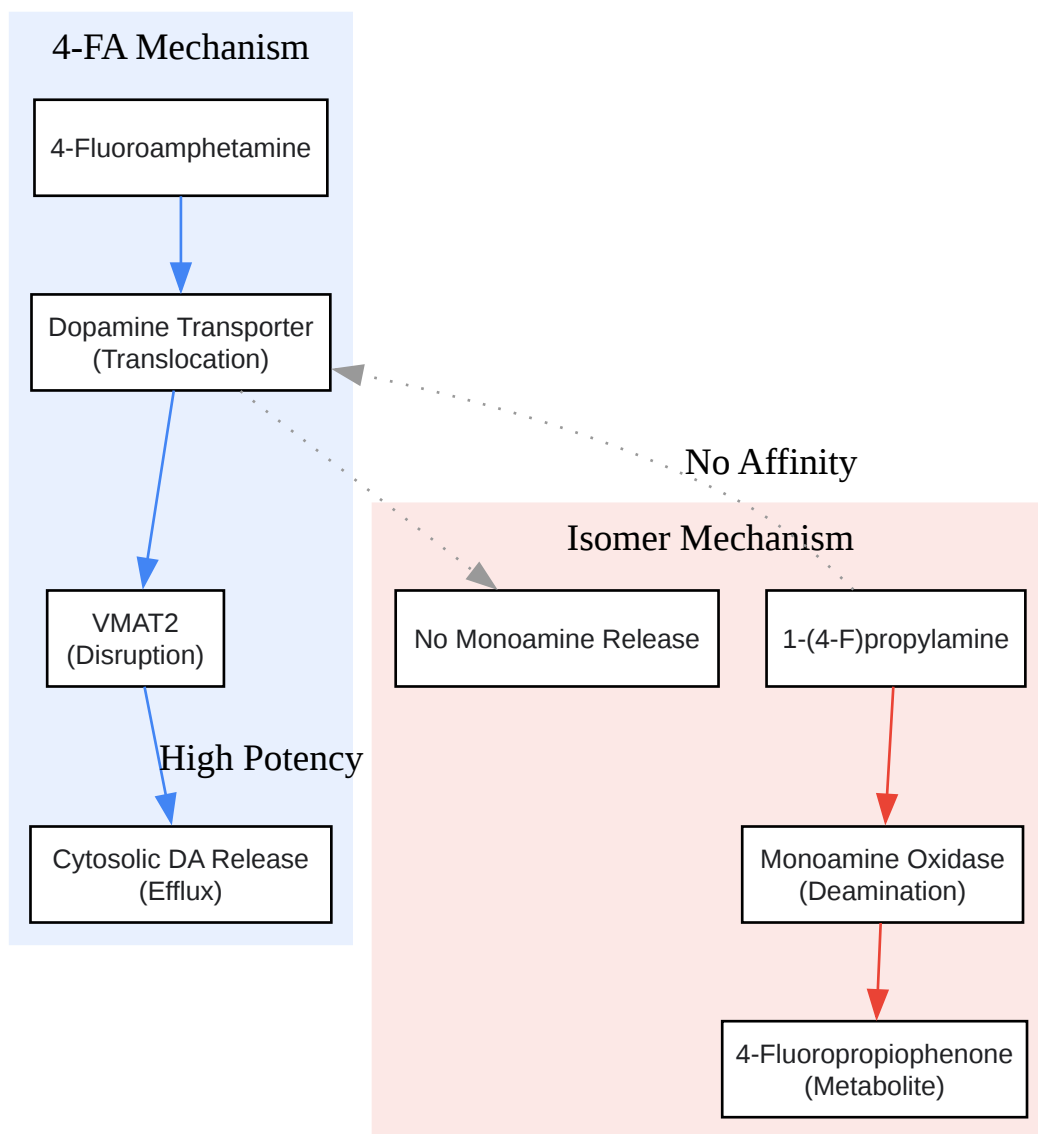 4-FA Mechanism
4-Fluoroamphetamine
Dopamine Transporter
(Translocation)
No Affinity
Isomer Mechanism
VMAT2
(Disruption)
No Monoamine Release
1-(4-F)propylamine
High Potency
Cytosolic DA Release
(Efflux)
Monoamine Oxidase
(Deamination)
4-Fluoropropiophenone
(Metabolite)